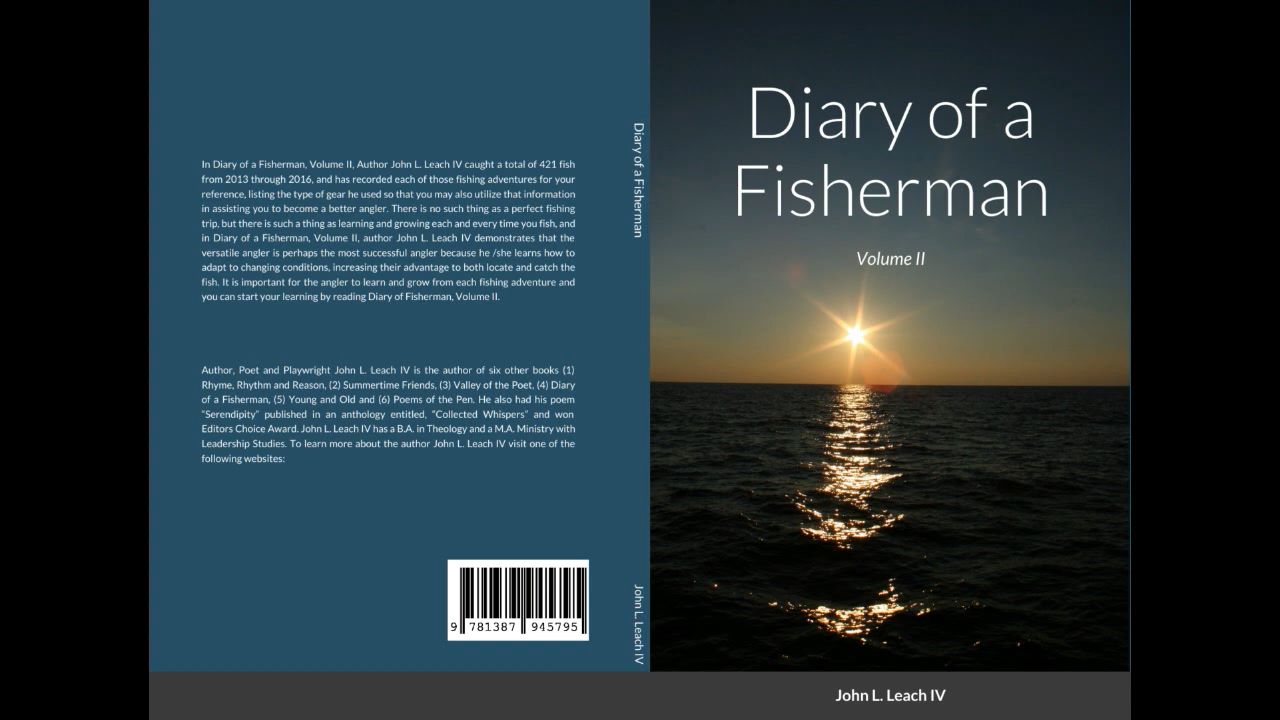 In Diary of a Fisherman, Volume II, Author John L. Leach IV caught a total of 421 fish
from 2013 through 2016, and has recorded each of those fishing adventures for your
reference, listing the type of gear he used so that you may also utilize that information
in assisting you to become a better angler. There is no such thing as a perfect fishing
trip, but there is such a thing as learning and growing each and every time you fish, and
in Diary of a Fisherman, Volume II, author John L. Leach IV demonstrates that the
versatile angler is perhaps the most successful angler because he /she learns how to
adapt to changing conditions, increasing their advantage to both locate and catch the
fish. It is important for the angler to learn and grow from each fishing adventure and
you can start your learning by reading Diary of Fisherman, Volume II.
Author, Poet and Playwright John L. Leach IV is the author of six other books (1)
Rhyme, Rhythm and Reason, (2) Summertime Friends, (3) Valley of the Poet, (4) Diary
of a Fisherman, (5) Young and Old and (6) Poems of the Pen. He also had his poem
"Serendipity" published in an anthology entitled, "Collected Whispers" and won
Editors Choice Award. John L. Leach IV has a B.A. in Theology and a M.A. Ministry with
Leadership Studies. To learn more about the author John L. Leach IV visit one of the
following websites:
9 781387 945795
Diary of a Fisherman
John L. Leach IV
Diary of a
Fisherman
Volume II
John L. Leach IV